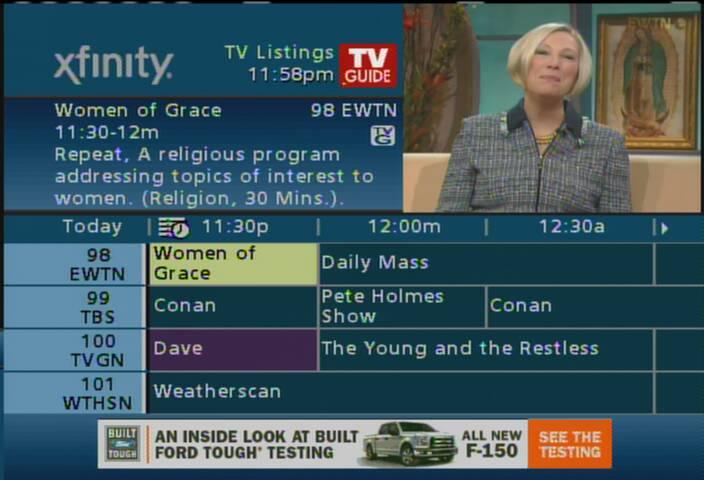 xfinity.
TV Listings
11:58pm
TV
GUIDE
EWTN
Women of Grace 98 EWTN
11:30-12m
TV
G
Repeat, A religious program
addressing topics of interest to
women. (Religion, 30 Mins.).
Today 11:30p 12:00m 12:30a
98
EWTN
Women of
Grace
Daily Mass
99
TBS
Conan
Pete Holmes
Show
Conan
100
TVGN
Dave
The Young and the Restless
101
WTHSN
Weatherscan
BUILT
Ford
TOUGH
AN INSIDE LOOK AT BUILT
FORD TOUGH® TESTING
ALL NEW
F-150
SEE THE
TESTING